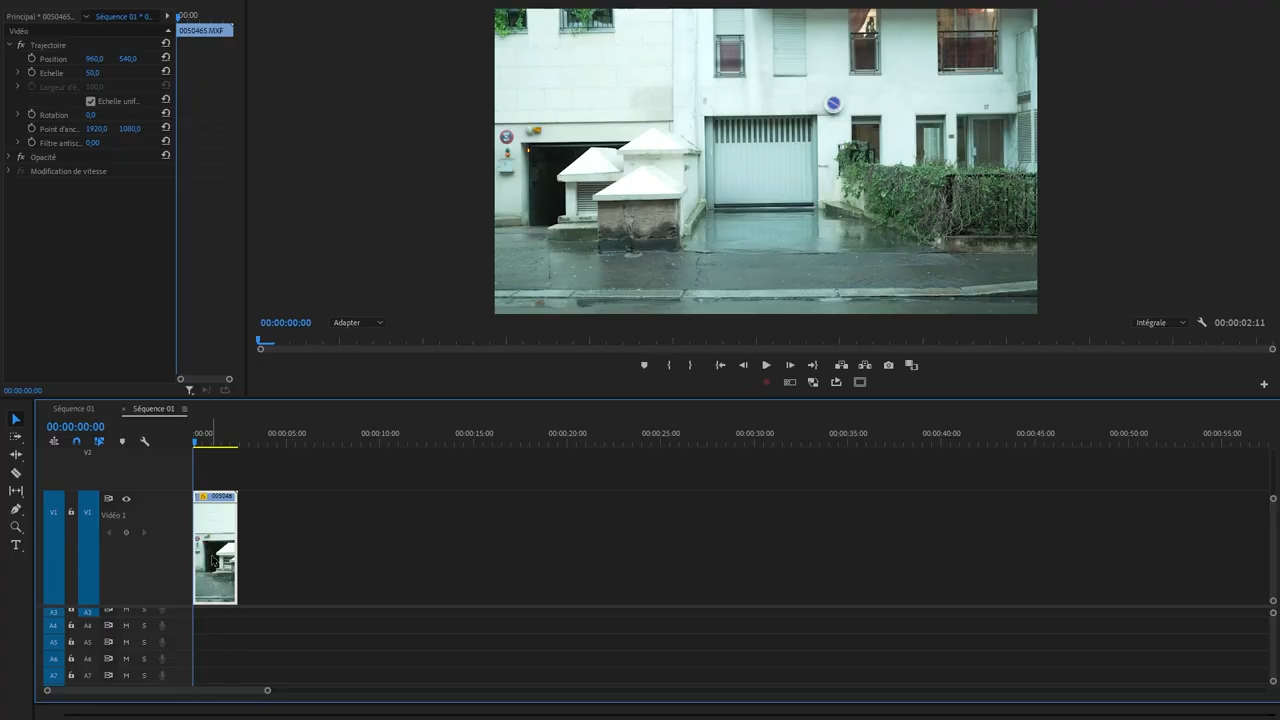 Principal * 0050465... Séquence 01 * 0... :00:00
Vidéo 0050465.MXF
fx Trajectoire
Position 960,0 540,0
Echelle 50,0
Largeur d'é... 100,0
Echelle unif...
Rotation 0,0
Point d'anc... 1920,0 1080,0
Filtre antisc... 0,00
fx Opacité
fx Modification de vitesse
17
00:00:00:00 Adapter Intégrale 00:00:02:11
00:00:00:00
Séquence 01 × Séquence 01
00:00:00:00
:00:00 00:00:05:00 00:00:10:00 00:00:15:00 00:00:20:00 00:00:25:00 00:00:30:00 00:00:35:00 00:00:40:00 00:00:45:00 00:00:50:00 00:00:55:00
V2
fx 005046
V1 V1
Vidéo 1
A3 A3 M S
A4 A4 M S
A5 A5 M S
A6 A6 M S
A7 A7 M S